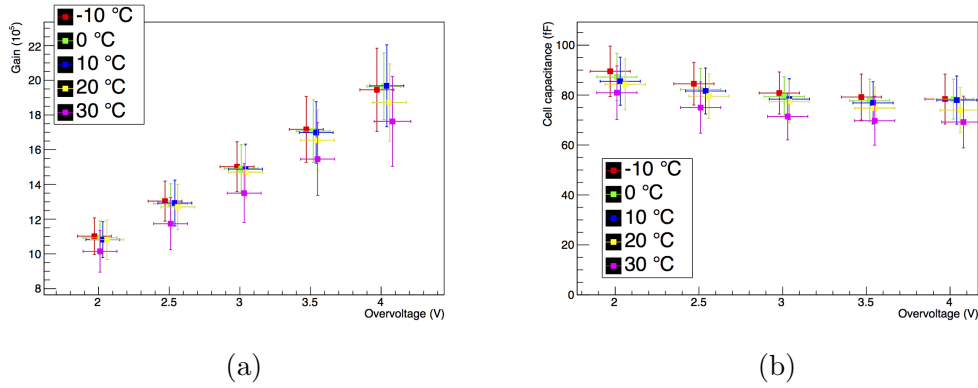 -10 °C
0 °C
10 °C
20 °C
30 °C
Gain (10⁵)
22
20
18
16
14
12
10
8
2
2.5
3
3.5
4
Overvoltage (V)
(a)
Cell capacitance (fF)
100
80
60
40
20
0
-10 °C
0 °C
10 °C
20 °C
30 °C
2
2.5
3
3.5
4
Overvoltage (V)
(b)